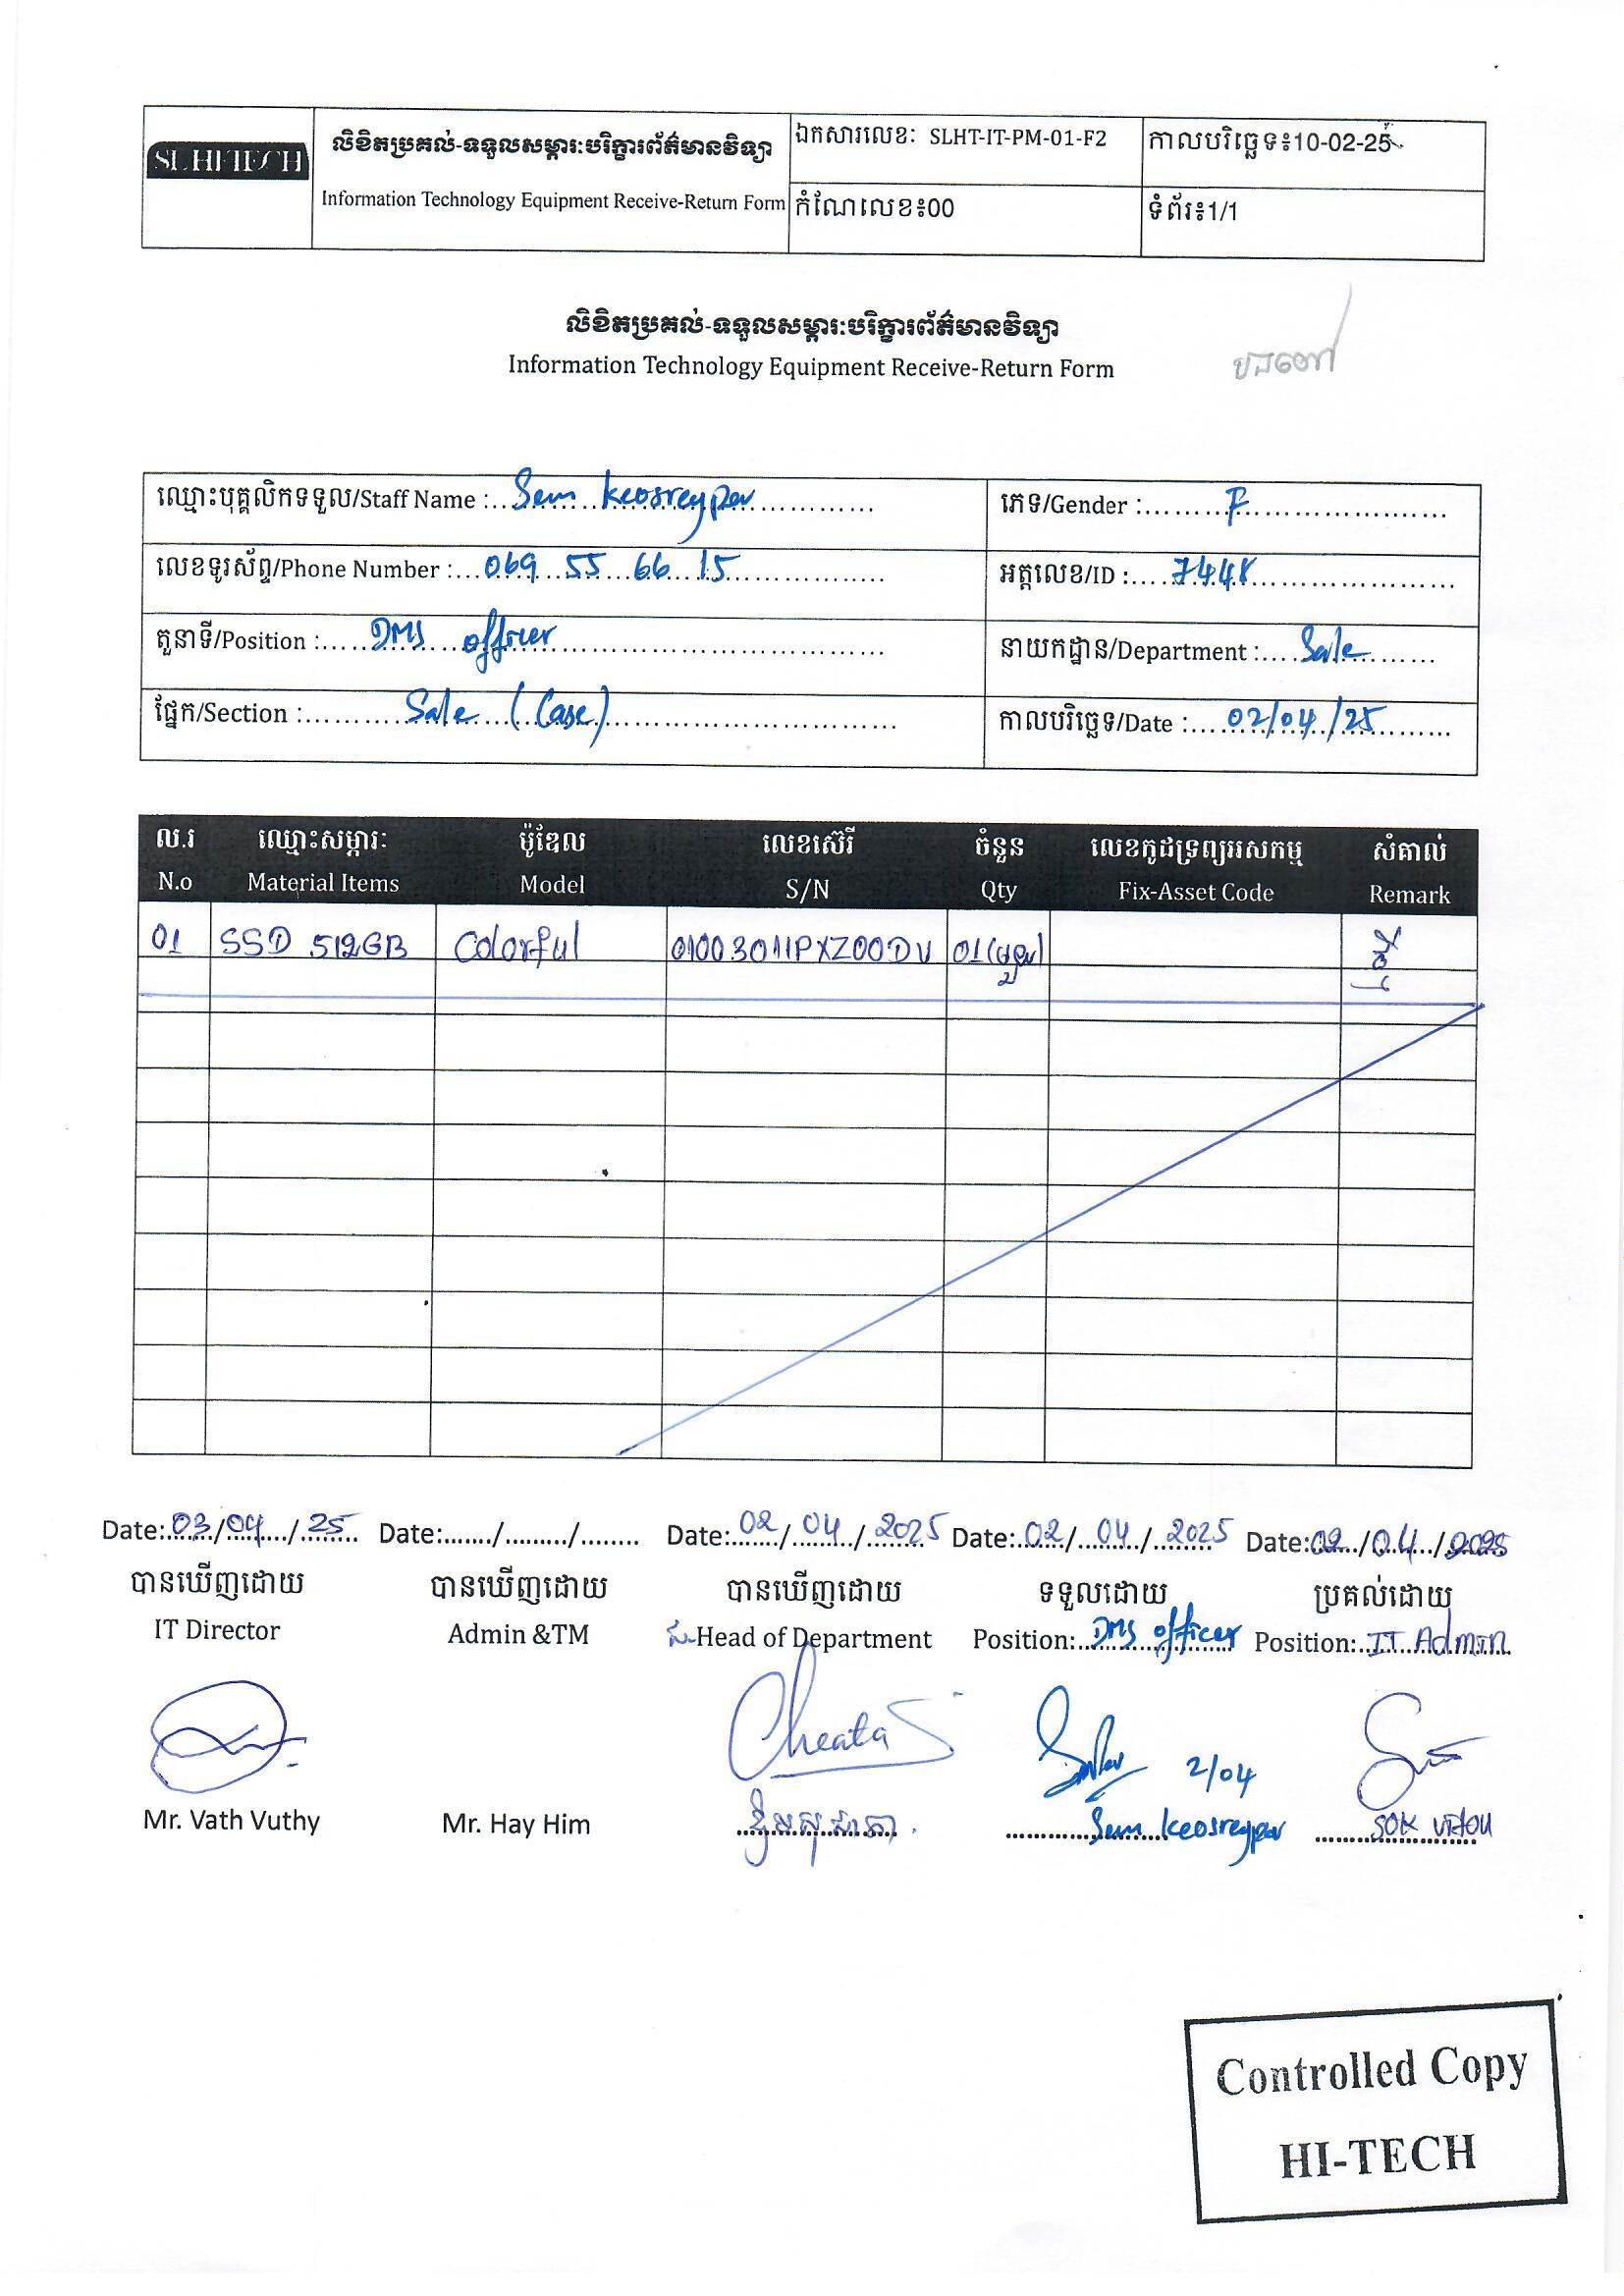 SL HI-TECH
លិខិតប្រគល់-ទទួលសម្ភារៈបរិក្ខារព័ត៌មានវិទ្យា
Information Technology Equipment Receive-Return Form
ឯកសារលេខៈ SLHT-IT-PM-01-F2
កាលបរិច្ឆេទ៖10-02-25
កំណែលេខ៖00
ទំព័រ៖1/1
លិខិតប្រគល់-ទទួលសម្ភារៈបរិក្ខារព័ត៌មានវិទ្យា
Information Technology Equipment Receive-Return Form
ឈ្មោះបុគ្គលិកទទួល/Staff Name : Sem keosreypov
ភេទ/Gender : F
លេខទូរស័ព្ទ/Phone Number : 069 55 66 15
អត្តលេខ/ID : 7448
តួនាទី/Position : DMS officer
នាយកដ្ឋាន/Department : Sale
ផ្នែក/Section : Sale (Case)
កាលបរិច្ឆេទ/Date : 02/04/25
ល.រ ឈ្មោះសម្ភារៈ ម៉ូឌែល លេខស៊េរី ចំនួន លេខកូដទ្រព្យអសកម្ម សំគាល់
N.o Material Items Model S/N Qty Fix-Asset Code Remark
01 SSD 512GB Colorful 01003011PXZ00DU 01(មួយ) ថ្មី
Date: 03/04/25 Date:......./........./........ Date: 02/04/2025 Date: 02/04/2025 Date: 02/04/2025
បានឃើញដោយ បានឃើញដោយ បានឃើញដោយ ទទួលដោយ ប្រគល់ដោយ
IT Director Admin &TM Head of Department Position: DMS officer Position: IT Admin
Cheata 2/04
Mr. Vath Vuthy Mr. Hay Him Sem keosreypov SOK
Controlled Copy
HI-TECH